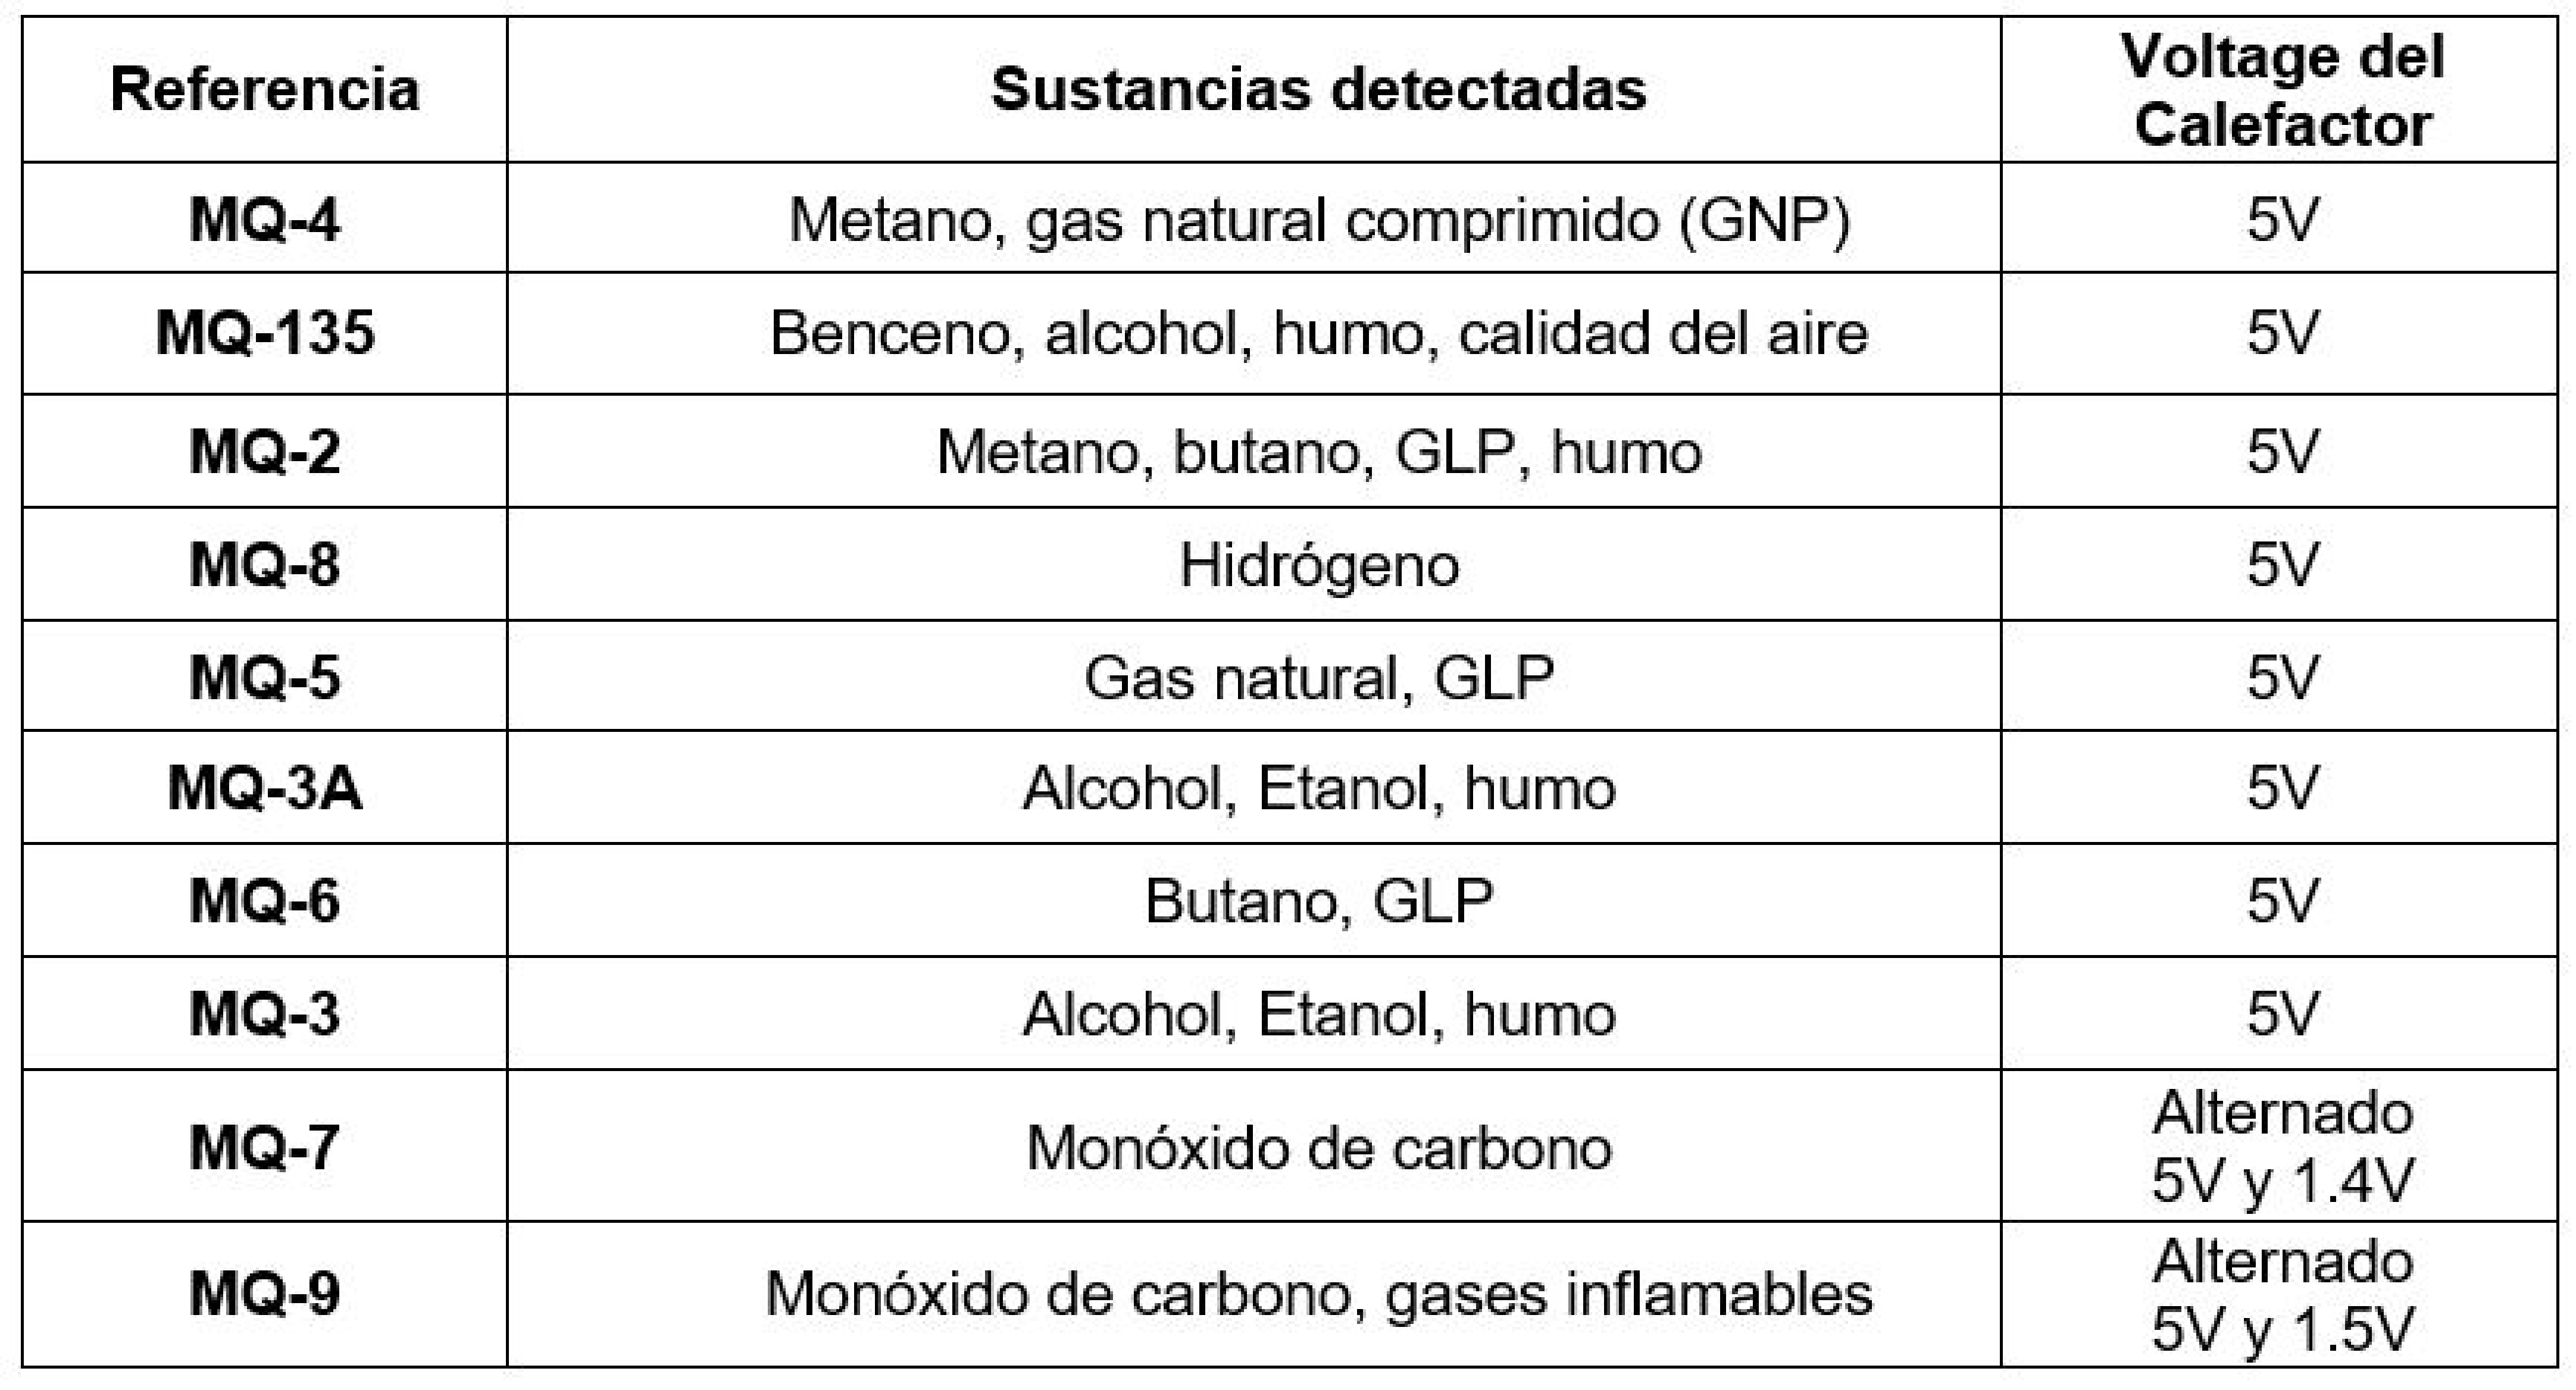 Referencia Sustancias detectadas Voltage del
Calefactor
MQ-4 Metano, gas natural comprimido (GNP) 5V
MQ-135 Benceno, alcohol, humo, calidad del aire 5V
MQ-2 Metano, butano, GLP, humo 5V
MQ-8 Hidrógeno 5V
MQ-5 Gas natural, GLP 5V
MQ-3A Alcohol, Etanol, humo 5V
MQ-6 Butano, GLP 5V
MQ-3 Alcohol, Etanol, humo 5V
MQ-7 Monóxido de carbono Alternado
5V y 1.4V
MQ-9 Monóxido de carbono, gases inflamables Alternado
5V y 1.5V